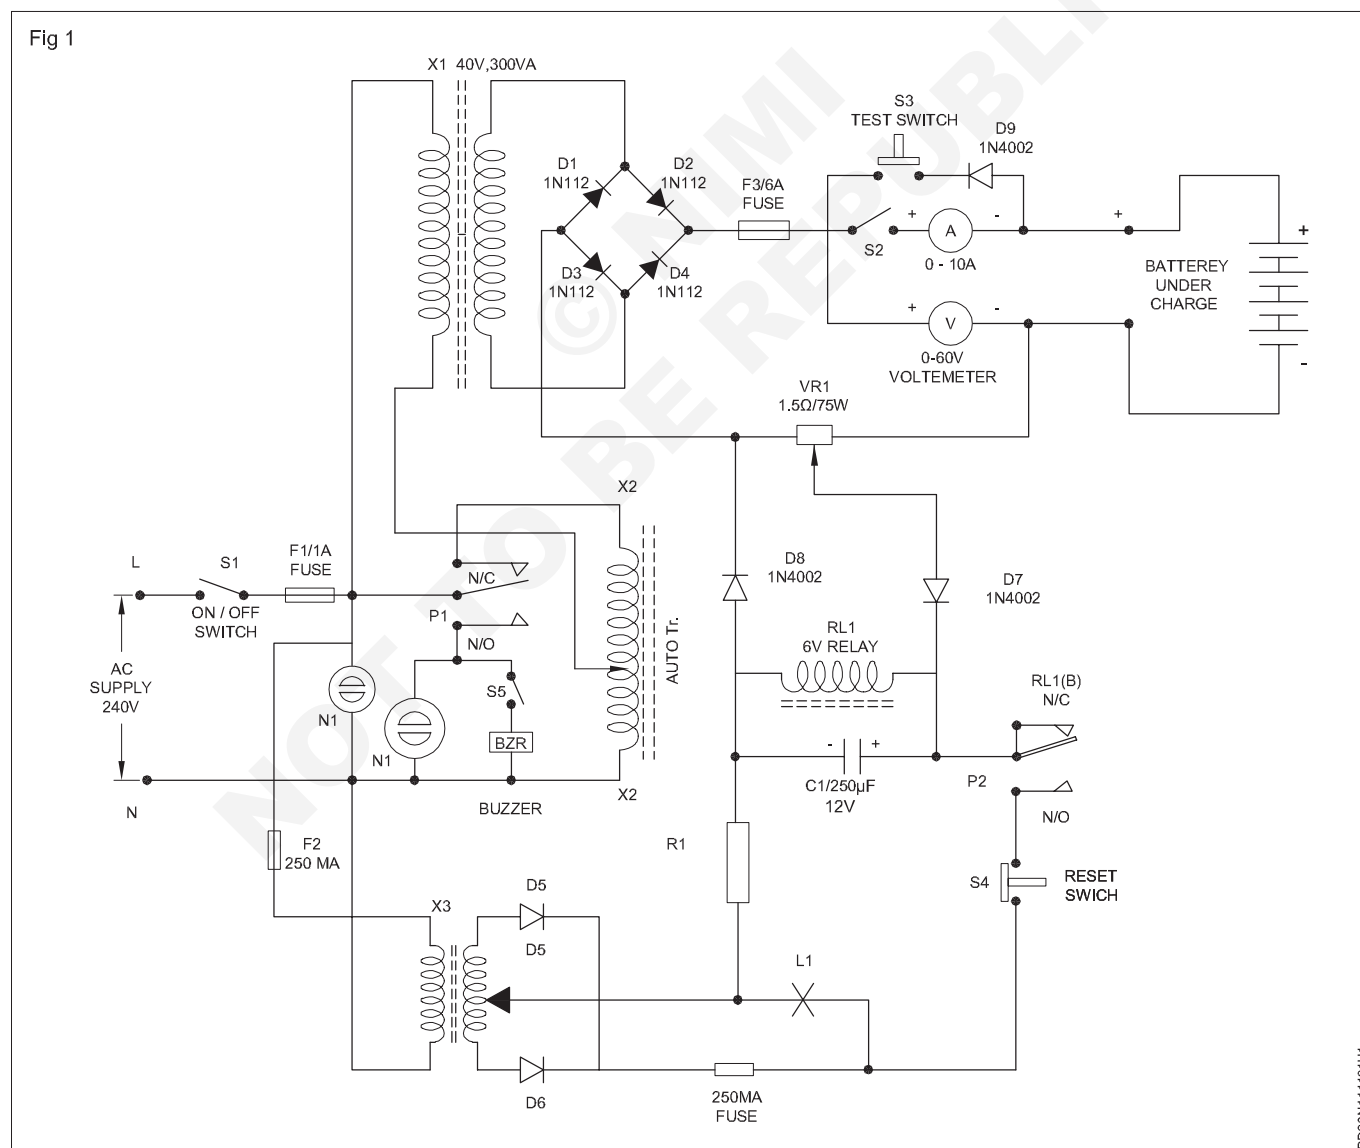 Fig 1
X1 40V,300VA
S3
TEST SWITCH
D9
1N4002
D1
1N112
D2
1N112
F3/6A
FUSE
+
-
+
+
S2
A
0 - 10A
D3
1N112
D4
1N112
BATTEREY
UNDER
CHARGE
+
-
V
-
0-60V
VOLTEMETER
VR1
1.5Ω/75W
X2
L
S1
F1/1A
FUSE
N/C
D8
1N4002
D7
1N4002
ON / OFF
SWITCH
P1
N/O
AUTO Tr.
RL1
6V RELAY
AC
SUPPLY
240V
S5
RL1(B)
N/C
N1
N1
BZR
-
+
P2
C1/250µF
12V
N
BUZZER
X2
N/O
F2
250 MA
R1
S4
RESET
SWICH
X3
D5
D5
L1
D6
250MA
FUSE
© NIMI
NOT TO BE REPUBLI